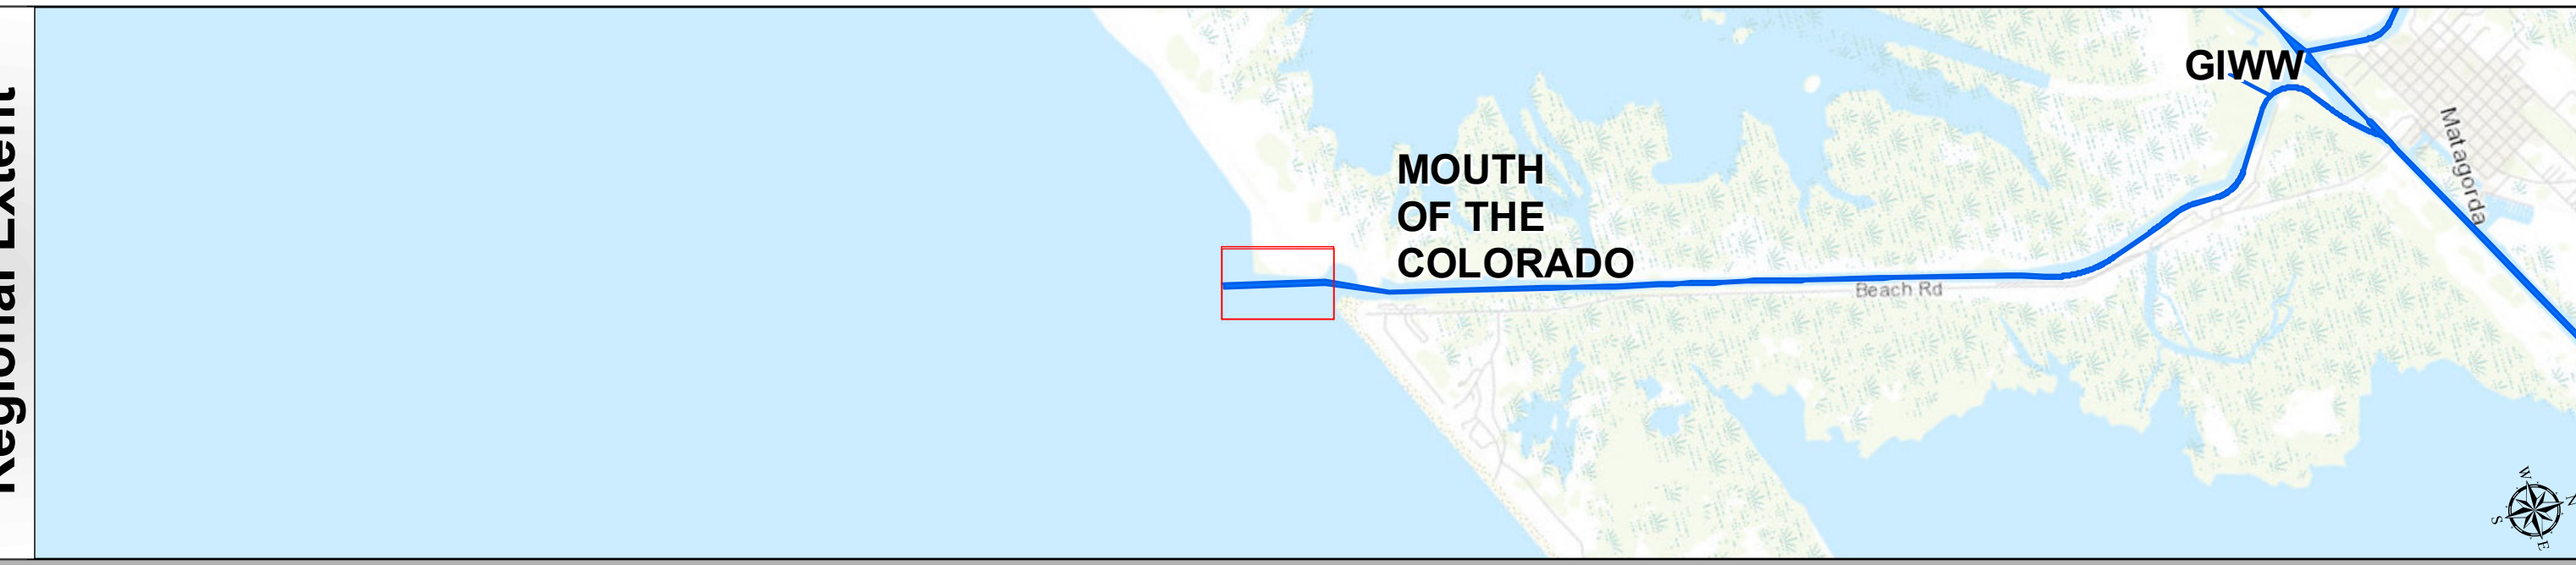 Regional Extent
GIWW
Matagorda
MOUTH
OF THE
COLORADO
Beach Rd
W
N
S
E